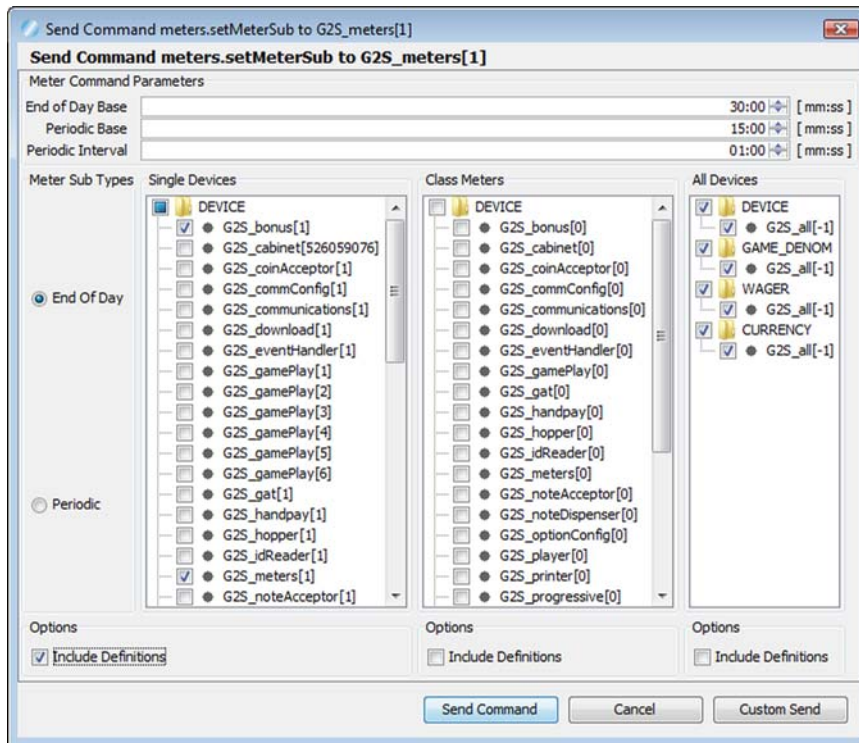 Send Command meters.setMeterSub to G2S_meters[1]
Send Command meters.setMeterSub to G2S_meters[1]
Meter Command Parameters
End of Day Base 30:00 [ mm:ss ]
Periodic Base 15:00 [ mm:ss ]
Periodic Interval 01:00 [ mm:ss ]
Meter Sub Types
End Of Day
Periodic
Single Devices
DEVICE
G2S_bonus[1]
G2S_cabinet[526059076]
G2S_coinAcceptor[1]
G2S_commConfig[1]
G2S_communications[1]
G2S_download[1]
G2S_eventHandler[1]
G2S_gamePlay[1]
G2S_gamePlay[2]
G2S_gamePlay[3]
G2S_gamePlay[4]
G2S_gamePlay[5]
G2S_gamePlay[6]
G2S_gat[1]
G2S_handpay[1]
G2S_hopper[1]
G2S_idReader[1]
G2S_meters[1]
G2S_noteAcceptor[1]
Class Meters
DEVICE
G2S_bonus[0]
G2S_cabinet[0]
G2S_coinAcceptor[0]
G2S_commConfig[0]
G2S_communications[0]
G2S_download[0]
G2S_eventHandler[0]
G2S_gamePlay[0]
G2S_gat[0]
G2S_handpay[0]
G2S_hopper[0]
G2S_idReader[0]
G2S_meters[0]
G2S_noteAcceptor[0]
G2S_noteDispenser[0]
G2S_optionConfig[0]
G2S_player[0]
G2S_printer[0]
G2S_progressive[0]
All Devices
DEVICE
G2S_all[-1]
GAME_DENOM
G2S_all[-1]
WAGER
G2S_all[-1]
CURRENCY
G2S_all[-1]
Options
Include Definitions
Options
Include Definitions
Options
Include Definitions
Send Command
Cancel
Custom Send